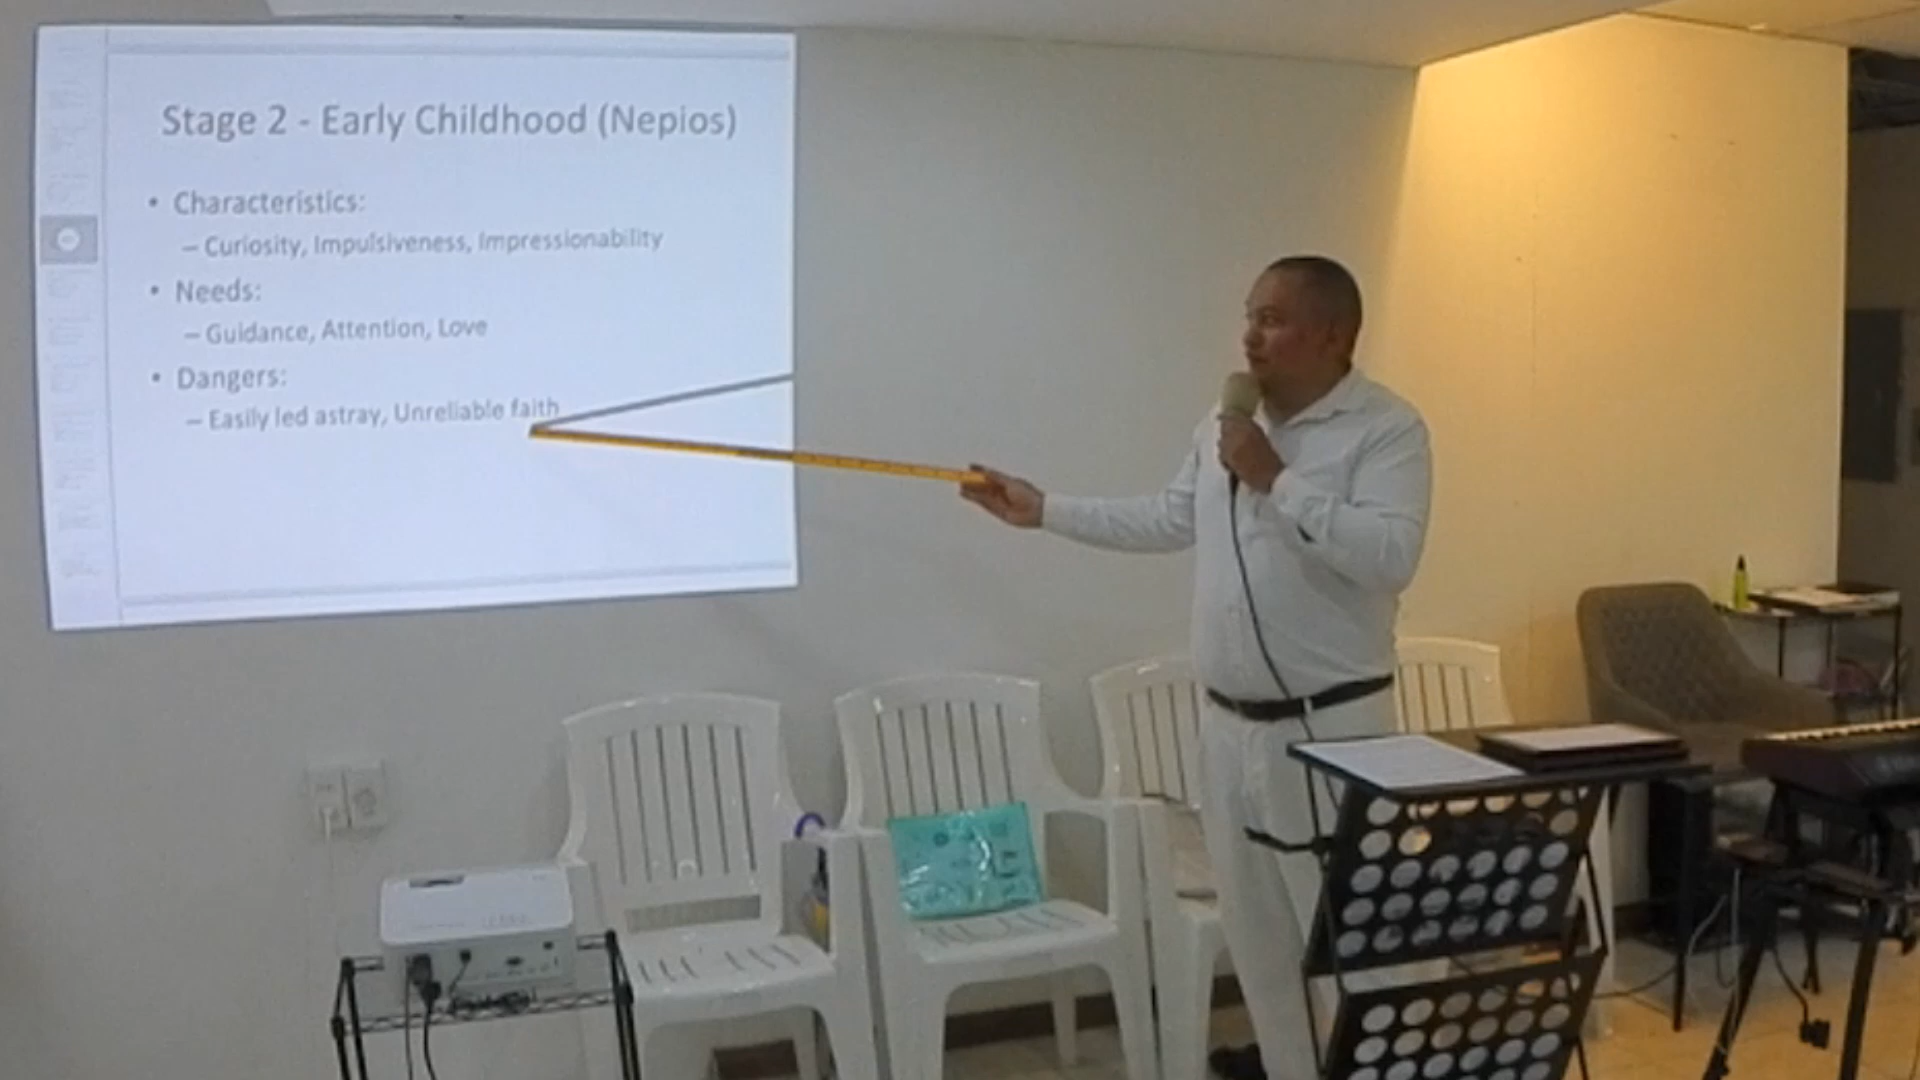 Stage 2 - Early Childhood (Nepios)
• Characteristics:
– Curiosity, Impulsiveness, Impressionability
• Needs:
– Guidance, Attention, Love
• Dangers:
– Easily led astray, Unreliable faith